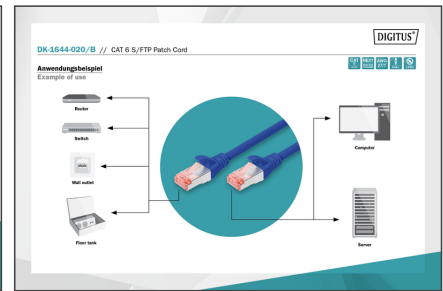 DIGITUS®
DK-1644-020/B // CAT 6 S/FTP Patch Cord
Anwendungsbeispiel
Example of use
Router
Switch
Wall outlet
Floor tank
Computer
Server